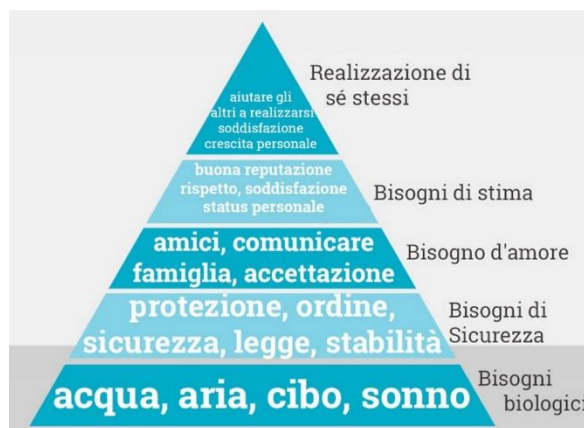 Realizzazione di
sé stessi
aiutare gli
altri a realizzarsi
soddisfazione
crescita personale
buona reputazione
rispetto, soddisfazione
status personale
Bisogni di stima
amici, comunicare
famiglia, accettazione
Bisogno d'amore
protezione, ordine,
sicurezza, legge, stabilità
Bisogni di
Sicurezza
acqua, aria, cibo, sonno
Bisogni
biologici